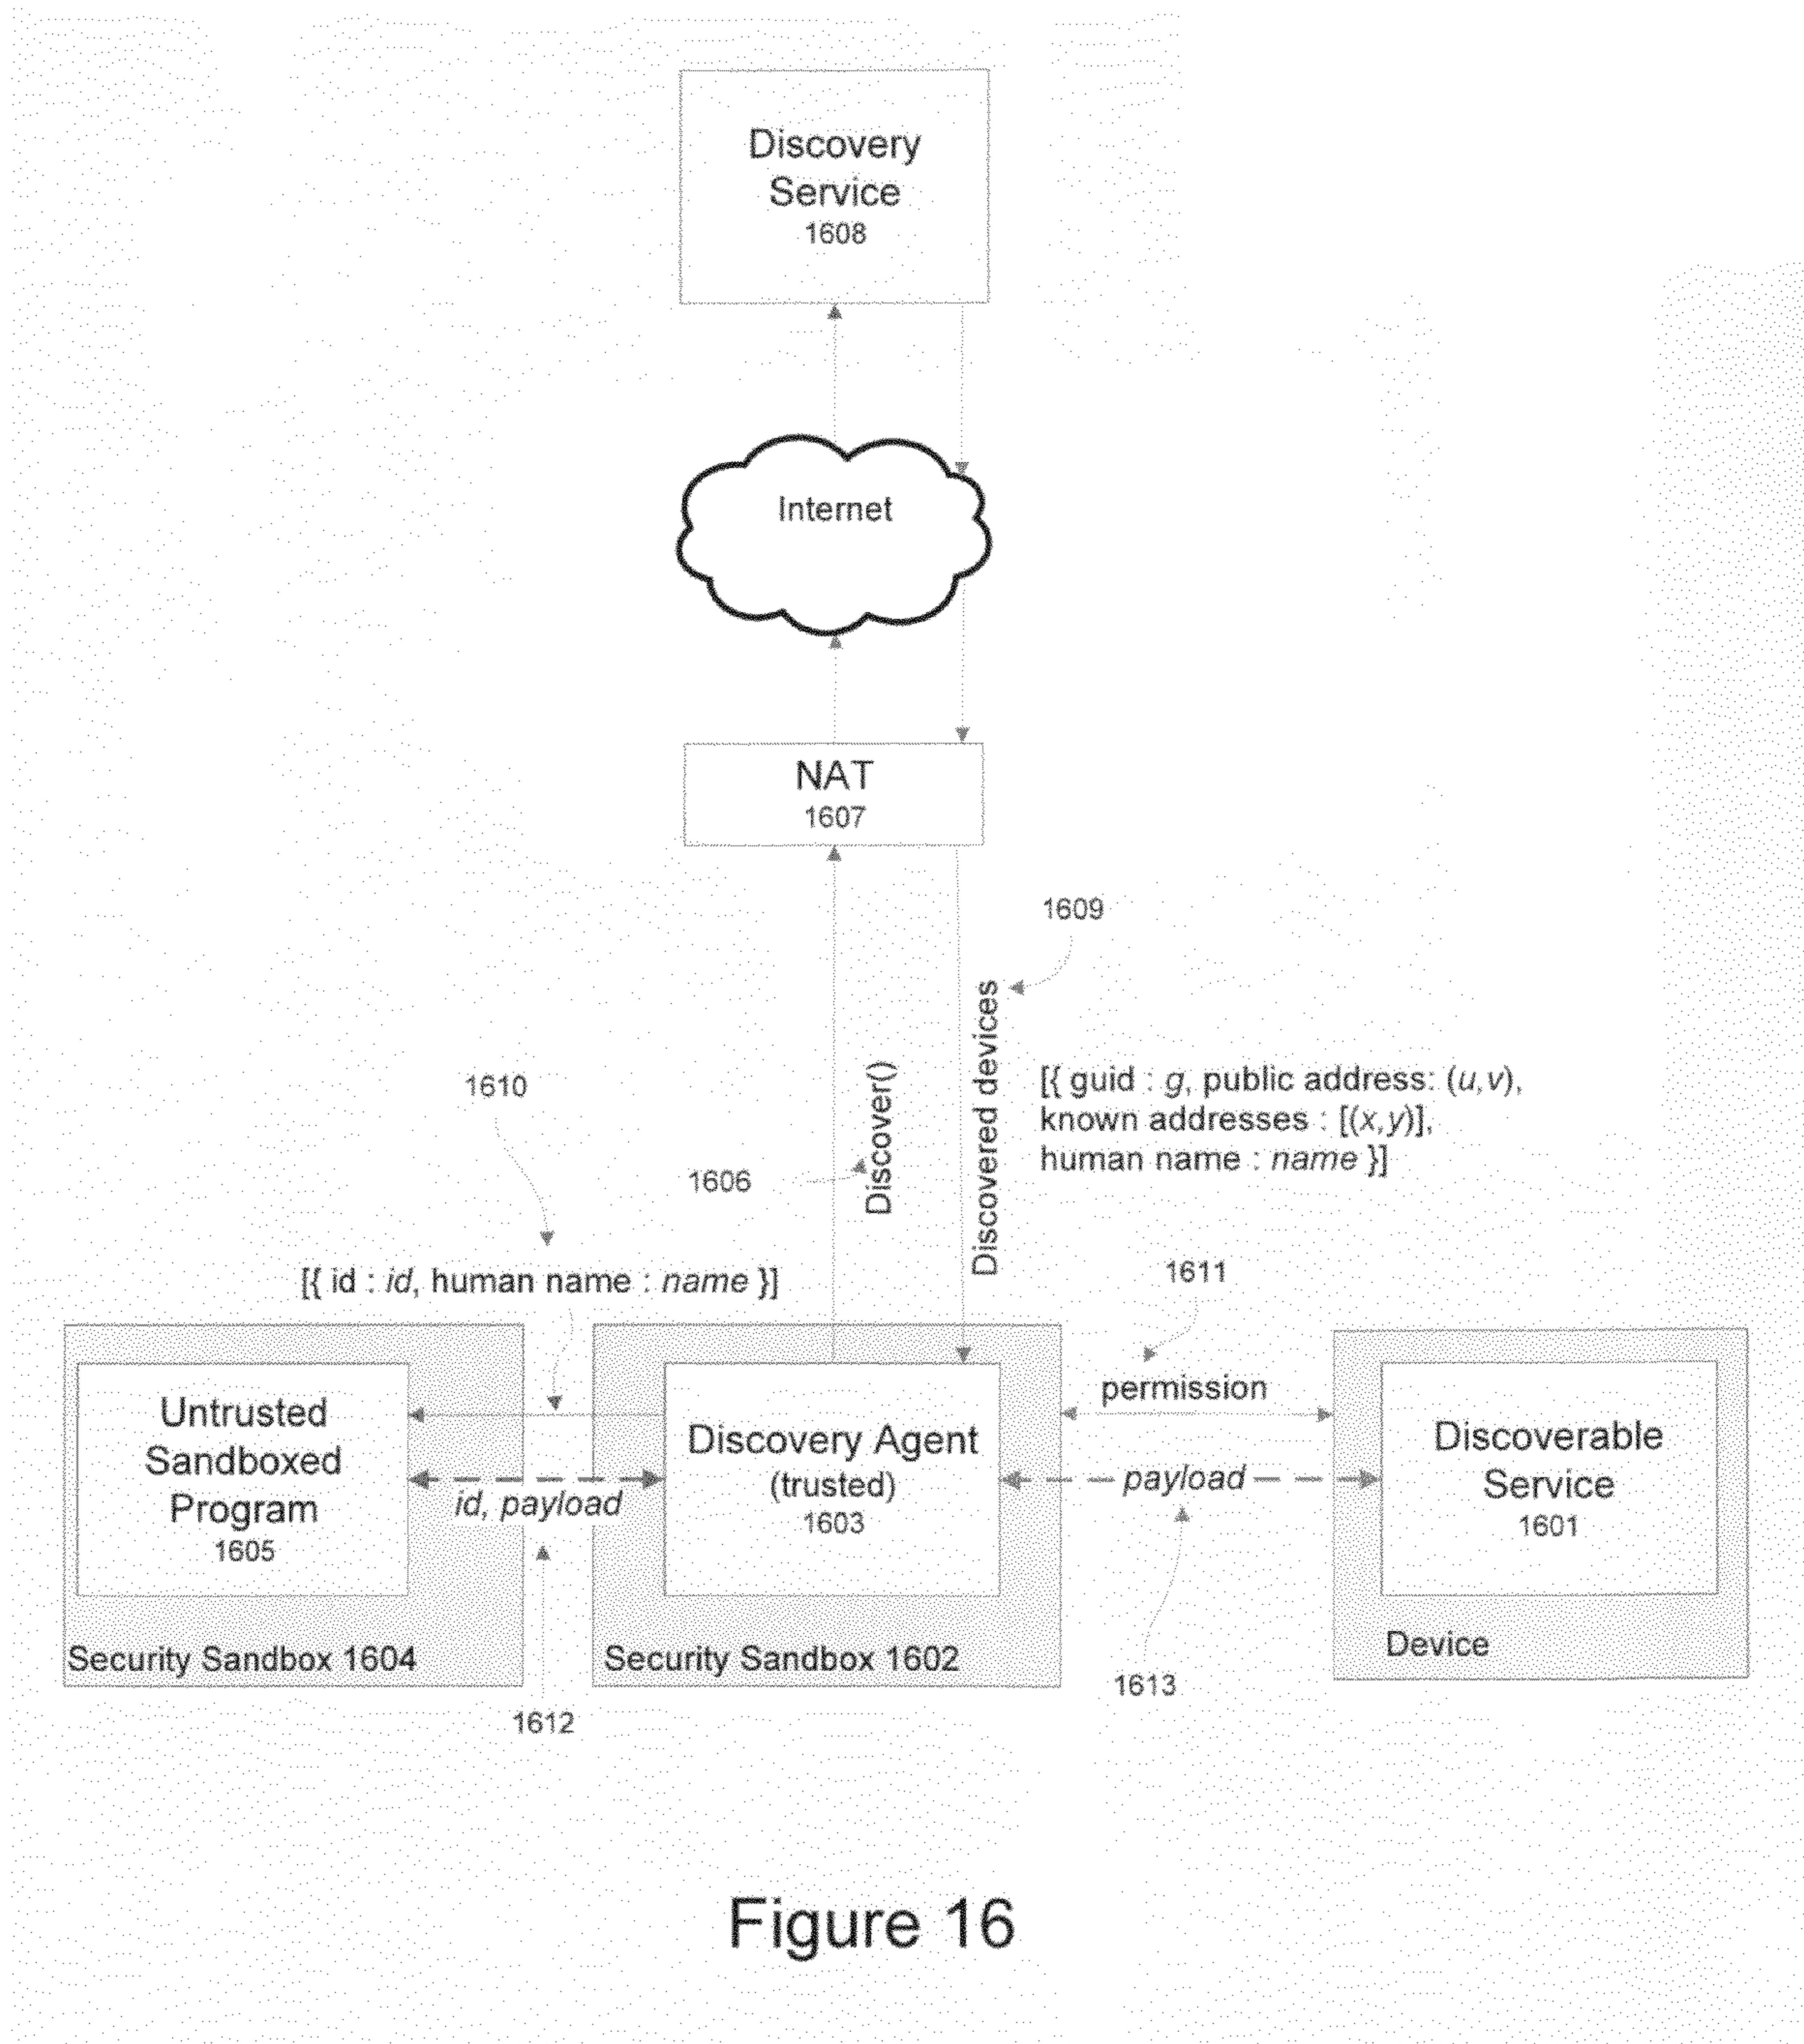 Discovery
Service
1608
Internet
NAT
1607
1609
Discover()
Discovered devices
[{ guid : g, public address: (u,v),
known addresses : [(x,y)],
human name : name }]
1610
1606
[{ id : id, human name : name }]
1611
Untrusted
Sandboxed
Program
1605
Security Sandbox 1604
id, payload
1612
Discovery Agent
(trusted)
1603
Security Sandbox 1602
permission
payload
1613
Discoverable
Service
1601
Device
Figure 16